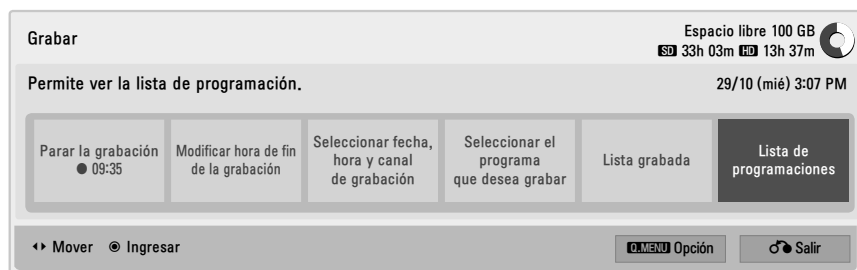 Grabar
Espacio libre 100 GB
SD 33h 03m HD 13h 37m
Permite ver la lista de programación.
29/10 (mié) 3:07 PM
Parar la grabación
● 09:35
Modificar hora de fin
de la grabación
Seleccionar fecha,
hora y canal
de grabación
Seleccionar el
programa
que desea grabar
Lista grabada
Lista de
programaciones
Mover
Ingresar
Q.MENU Opción
Salir